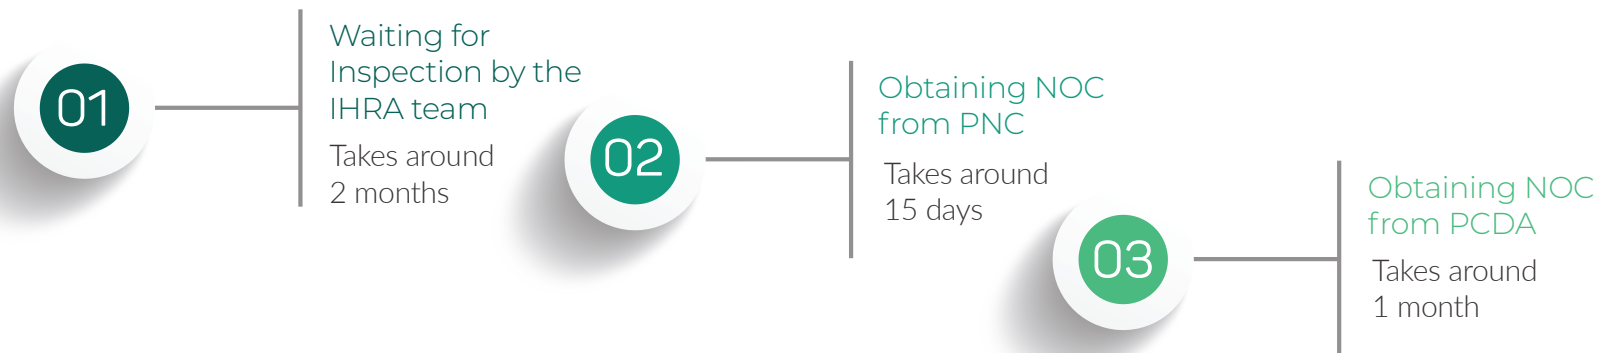 01
Waiting for
Inspection by the
IHRA team
Takes around
2 months
02
Obtaining NOC
from PNC
Takes around
15 days
03
Obtaining NOC
from PCDA
Takes around
1 month